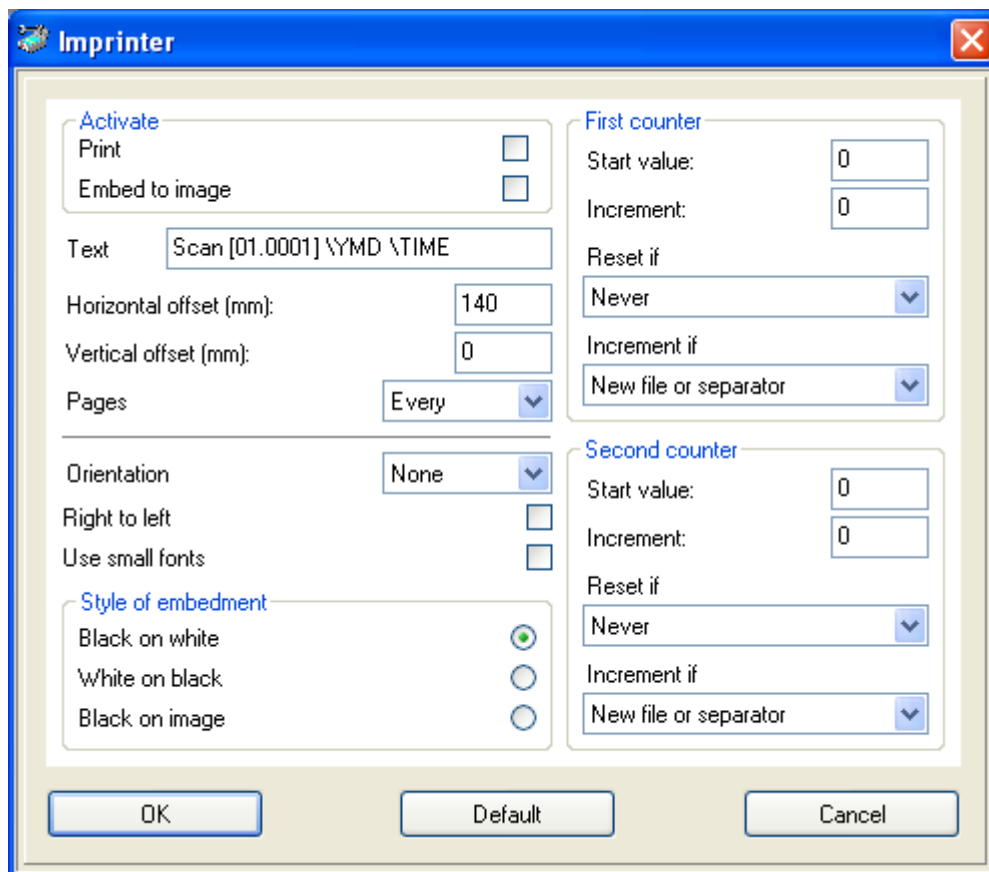 Imprinter
Activate
Print
Embed to image
Text Scan [01.0001] \YMD \TIME
Horizontal offset (mm): 140
Vertical offset (mm): 0
Pages Every
Orientation None
Right to left
Use small fonts
Style of embedment
Black on white
White on black
Black on image
First counter
Start value: 0
Increment: 0
Reset if
Never
Increment if
New file or separator
Second counter
Start value: 0
Increment: 0
Reset if
Never
Increment if
New file or separator
OK Default Cancel